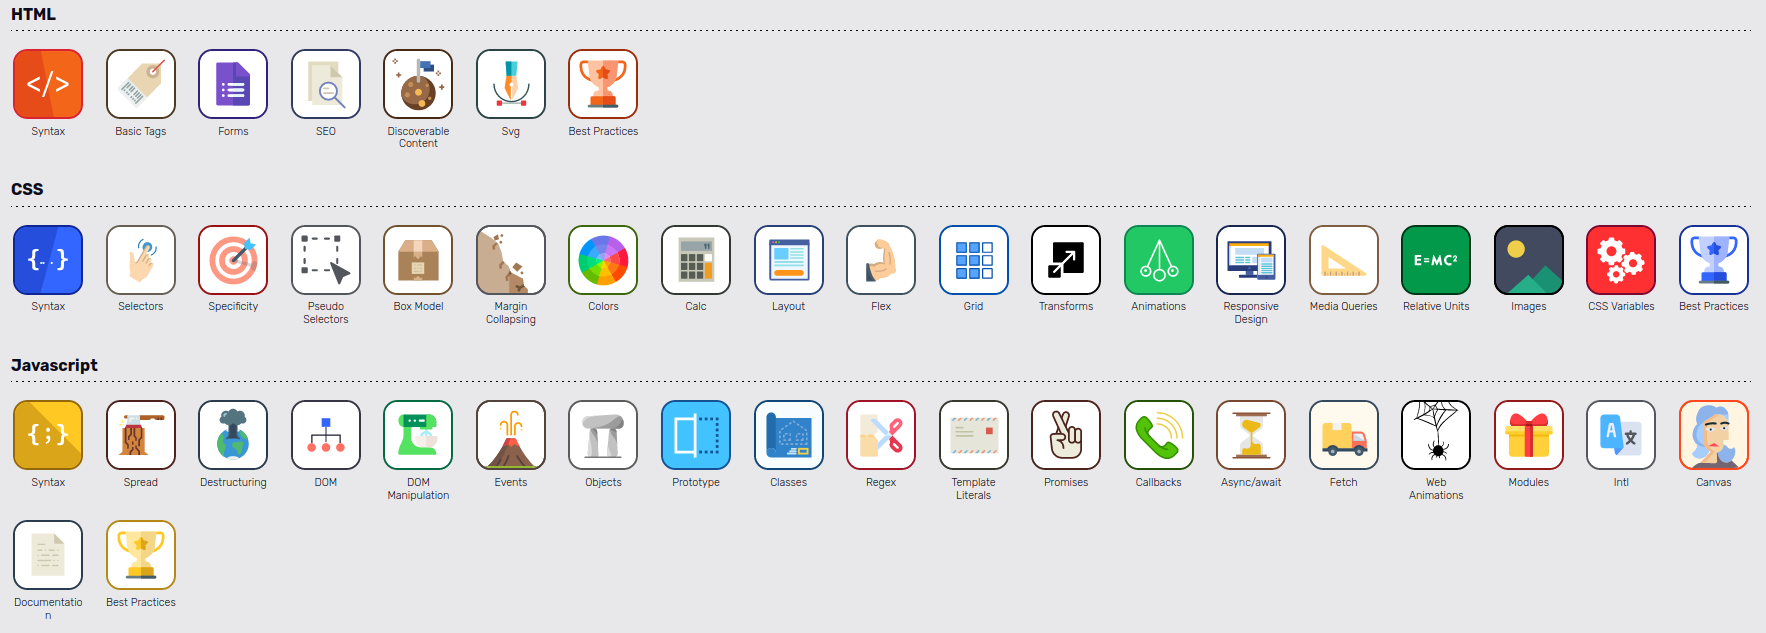 HTML
</>
Syntax
Basic Tags
Forms
SEO
Discoverable
Content
Svg
Best Practices
CSS
{..}
Syntax
Selectors
Specificity
Pseudo
Selectors
Box Model
Margin
Collapsing
Colors
Calc
Layout
Flex
Grid
Transforms
Animations
Responsive
Design
Media Queries
E=MC²
Relative Units
Images
CSS Variables
Best Practices
Javascript
{;}
Syntax
Spread
Destructuring
DOM
DOM
Manipulation
Events
Objects
Prototype
Classes
Regex
Template
Literals
Promises
Callbacks
Async/await
Fetch
Web
Animations
Modules
A 文
Intl
Canvas
Documentatio
n
Best Practices